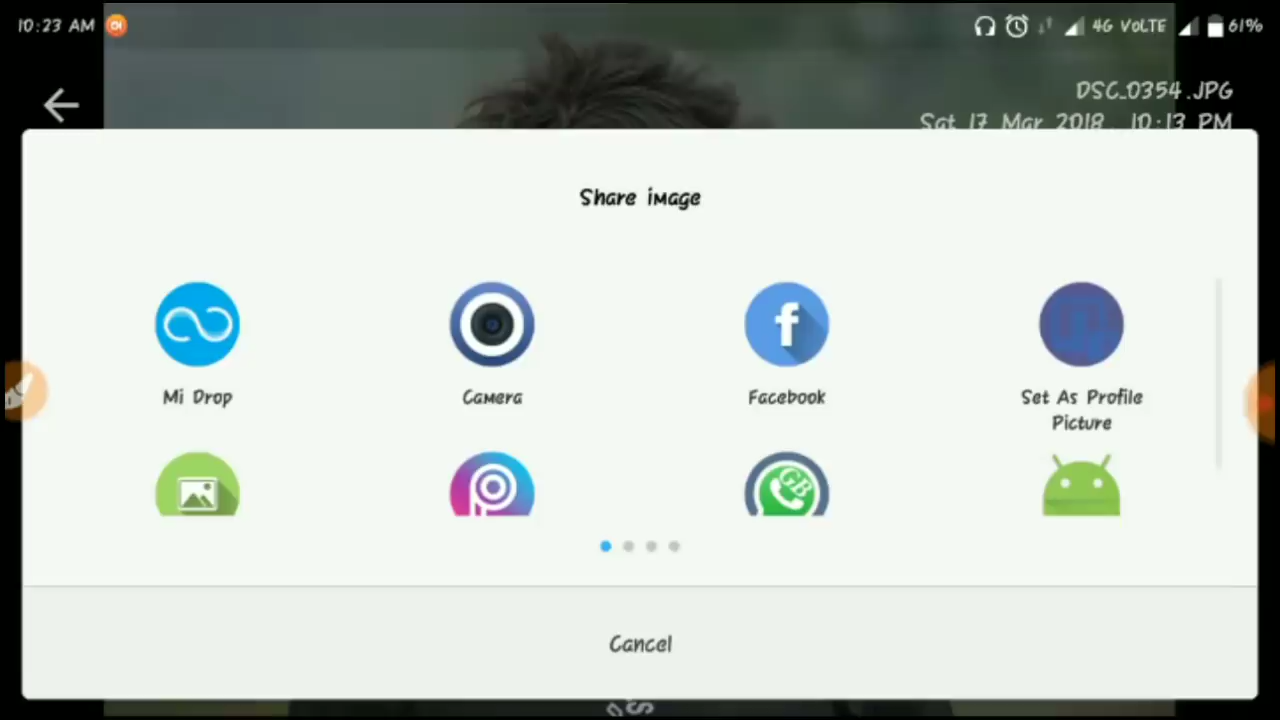 10:23 AM
4G VoLTE 61%
DSC_0354.JPG
Sat 17 Mar 2018 10:13 PM
Share image
f
Mi Drop
Camera
Facebook
Set As Profile
Picture
GB
Cancel